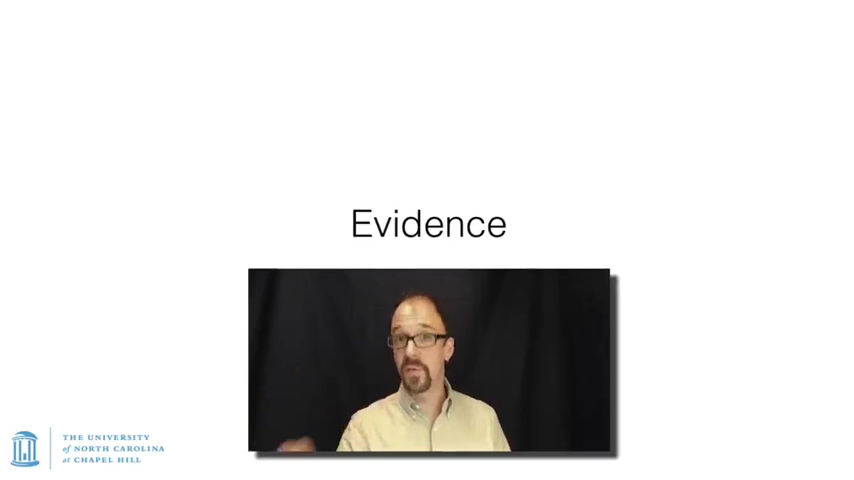 Evidence
THE UNIVERSITY
of NORTH CAROLINA
at CHAPEL HILL